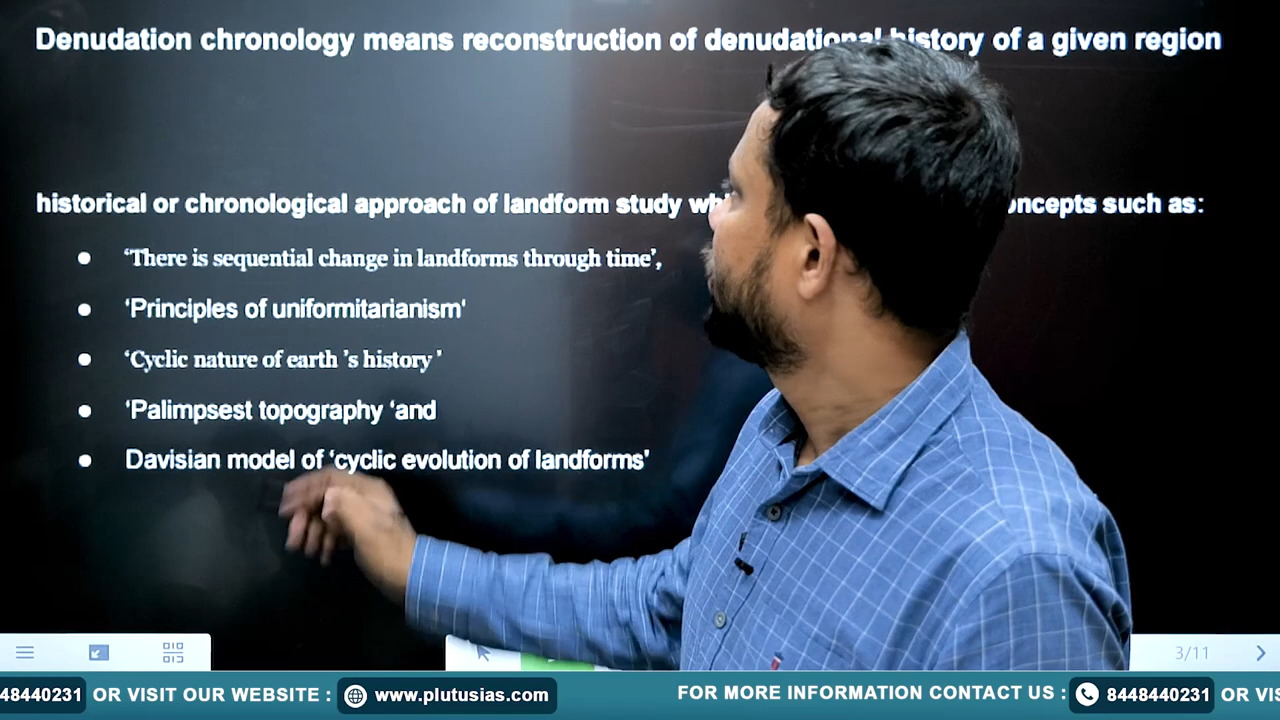 Denudation chronology means reconstruction of denudational history of a given region
historical or chronological approach of landform study concepts such as:
‘There is sequential change in landforms through time’,
‘Principles of uniformitarianism'
‘Cyclic nature of earth ’s history ’
‘Palimpsest topography ‘and
Davisian model of ‘cyclic evolution of landforms'
3/11
48440231 OR VISIT OUR WEBSITE : www.plutusias.com FOR MORE INFORMATION CONTACT US : 8448440231 OR VIS